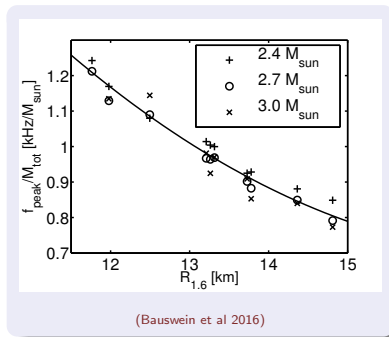 2.4 M_sun
2.7 M_sun
3.0 M_sun
f_peak/M_tot [kHz/M_sun]
1.2
1.1
1
0.9
0.8
0.7
12
13
14
15
R_1.6 [km]
(Bauswein et al 2016)